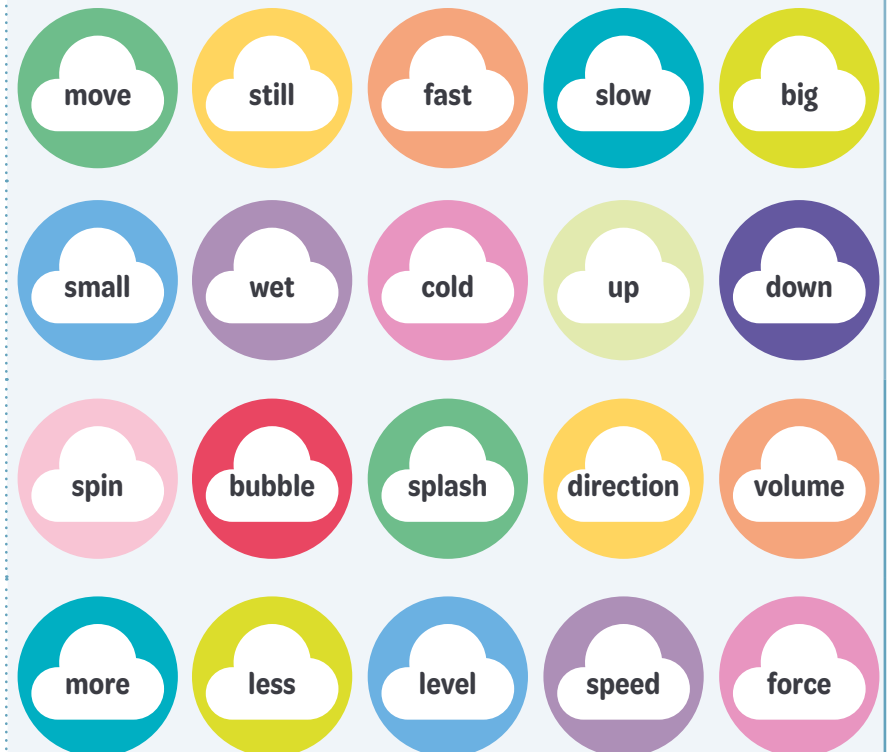 move still fast slow big
small wet cold up down
spin bubble splash direction volume
more less level speed force